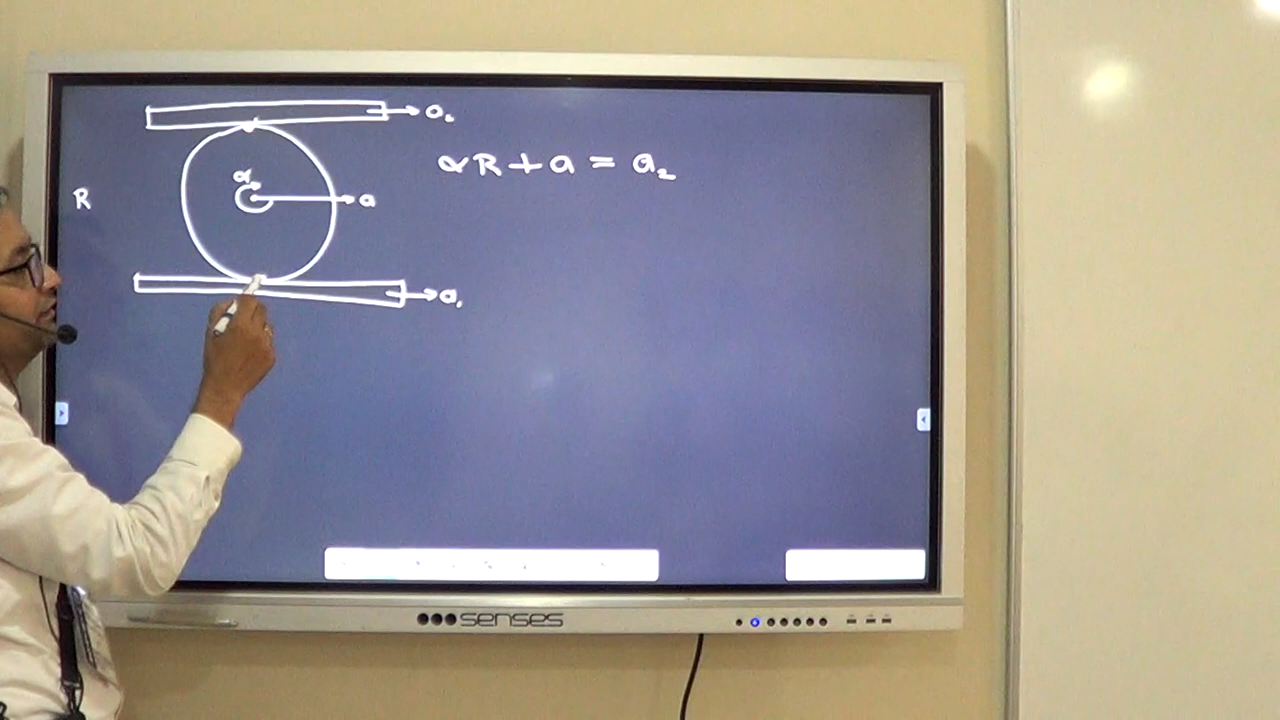 a₂
αR + a = a₂
α
R
a
a₁
senses